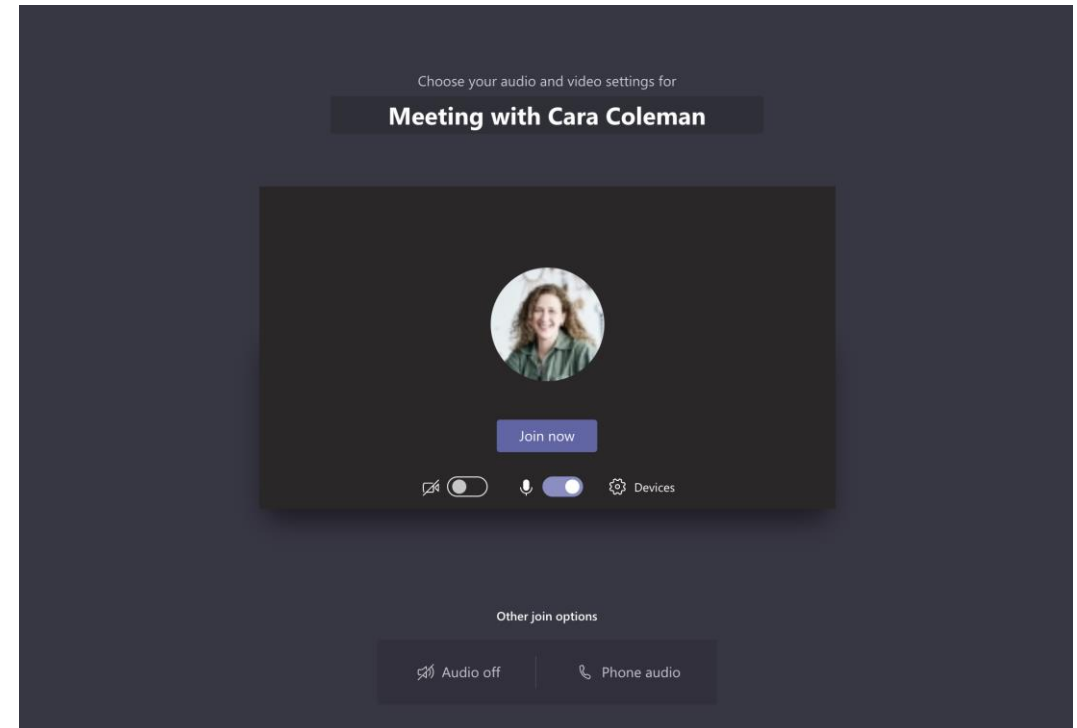 Choose your audio and video settings for
Meeting with Cara Coleman
Join now
Devices
Other join options
Audio off
Phone audio